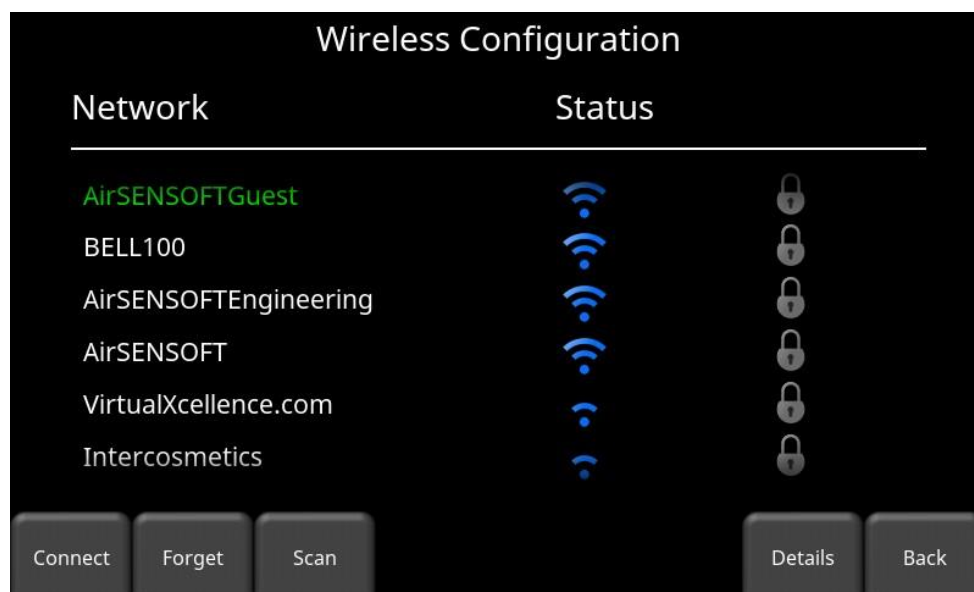 Wireless Configuration
Network Status
AirSENSOFTGuest
BELL100
AirSENSOFTEngineering
AirSENSOFT
VirtualXcellence.com
Intercosmetics
Connect Forget Scan Details Back